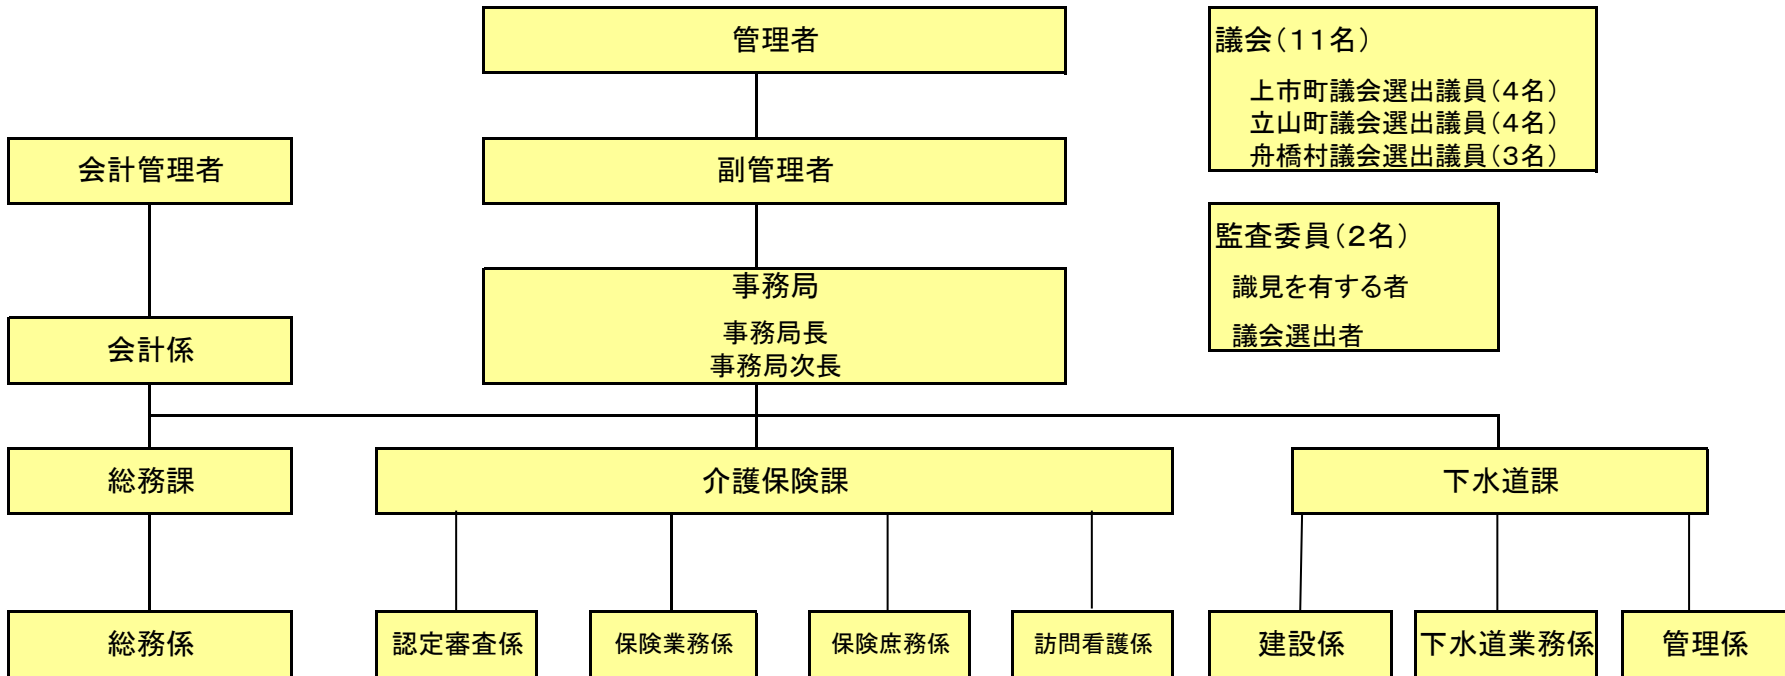 管理者
議会(11名)
上市町議会選出議員(4名)
立山町議会選出議員(4名)
舟橋村議会選出議員(3名)
会計管理者
副管理者
監査委員(2名)
識見を有する者
議会選出者
事務局
事務局長
事務局次長
会計係
総務課
介護保険課
下水道課
総務係
認定審査係
保険業務係
保険庶務係
訪問看護係
建設係
下水道業務係
管理係